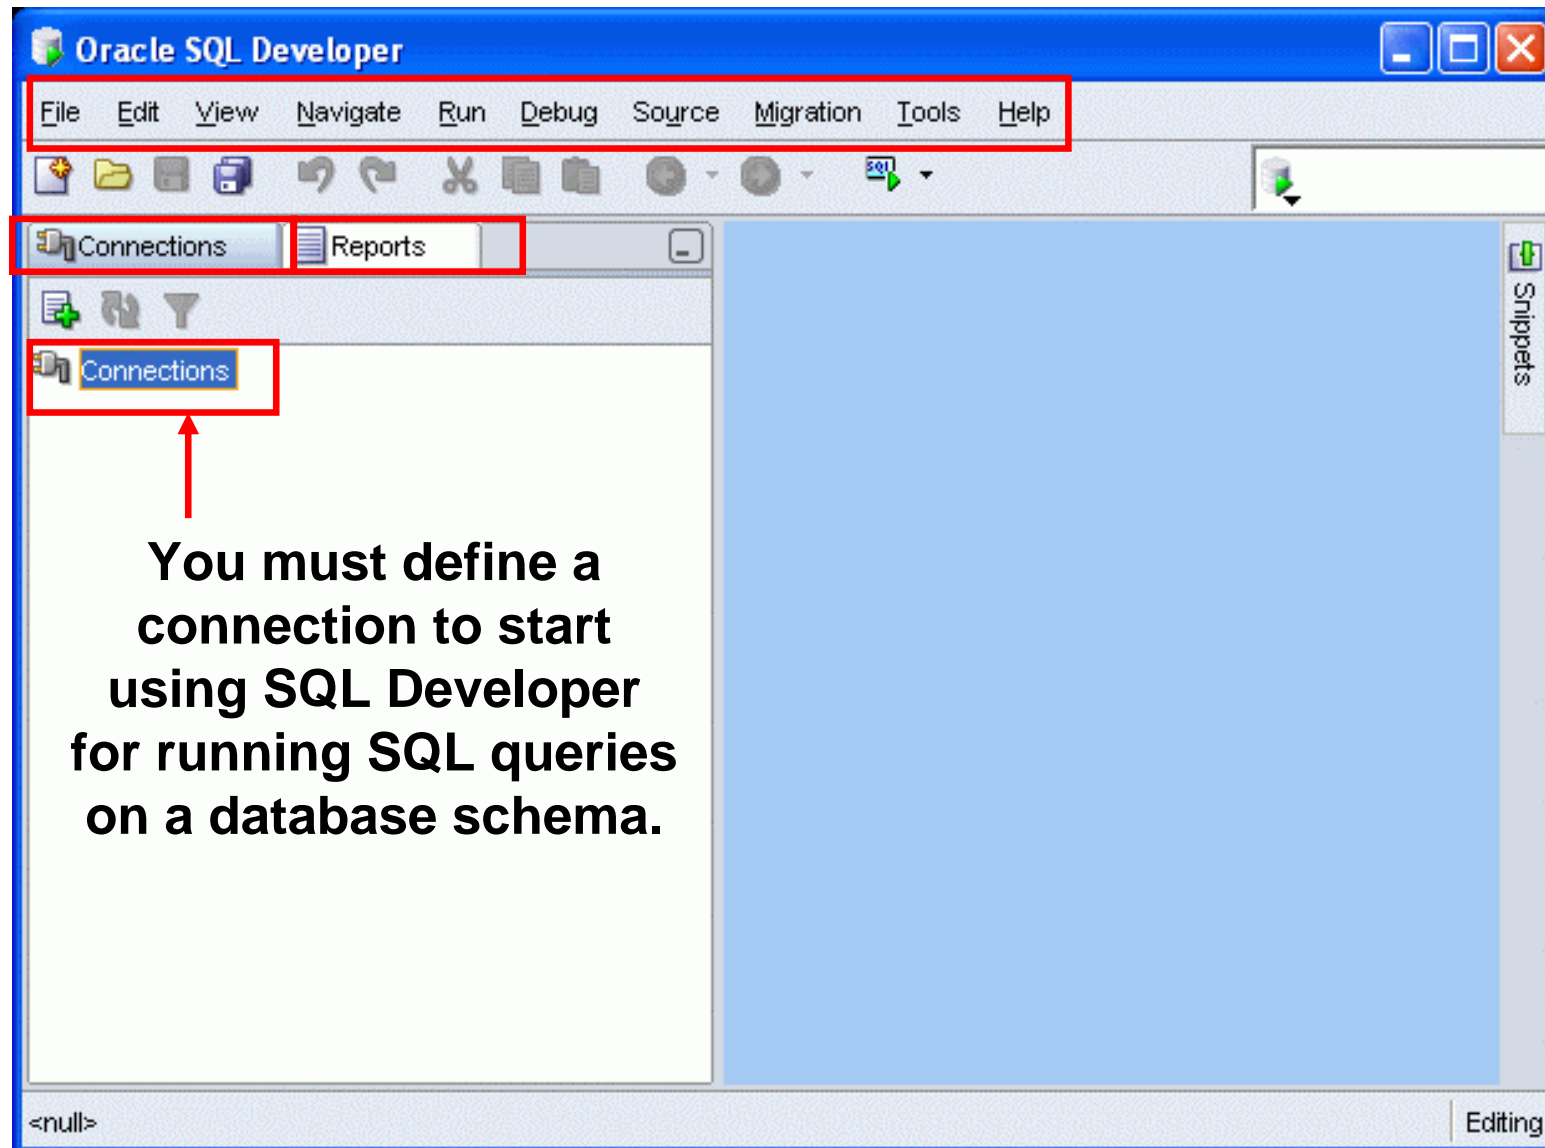 Oracle SQL Developer
File Edit View Navigate Run Debug Source Migration Tools Help
SQL
Connections Reports
Snippets
Connections
You must define a
connection to start
using SQL Developer
for running SQL queries
on a database schema.
<null> Editing